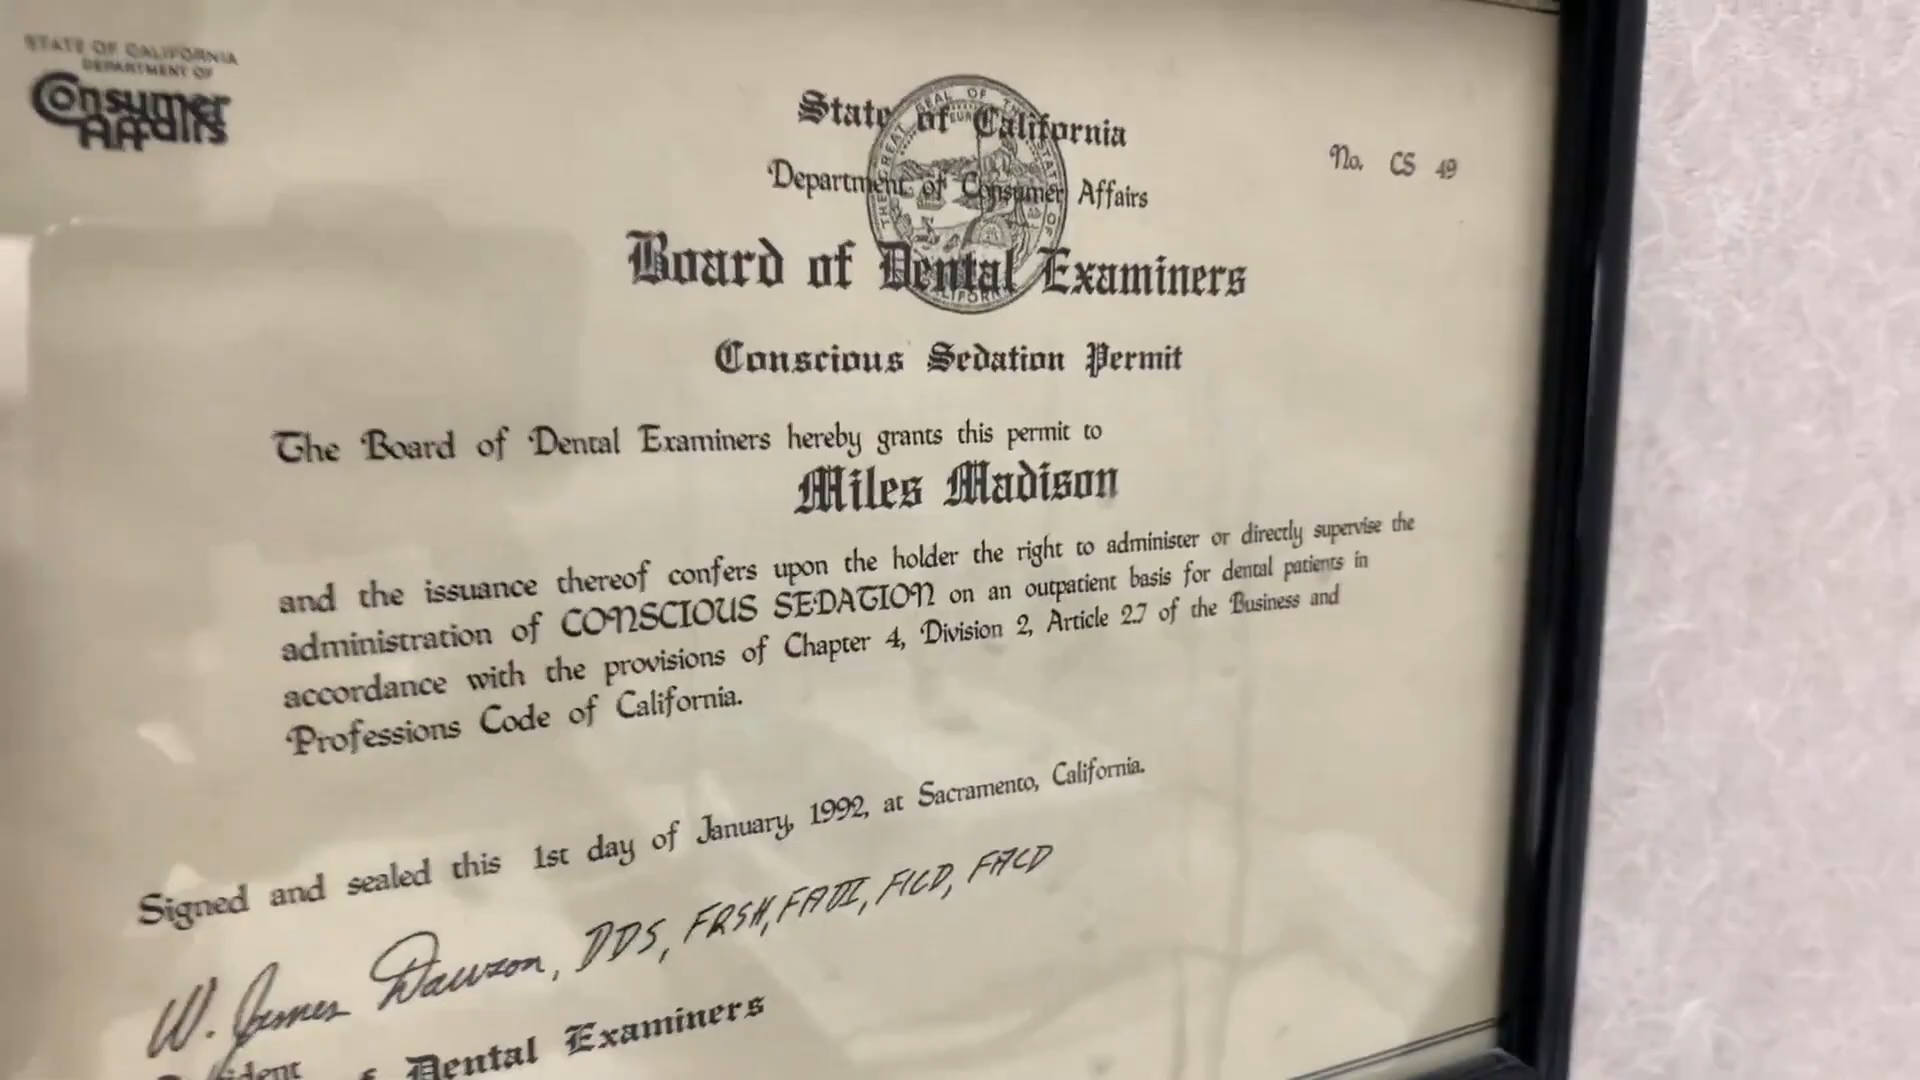 STATE OF CALIFORNIA
DEPARTMENT OF
Consumer
Affairs
State of California
Department of Consumer Affairs
No. CS 49
Board of Dental Examiners
Conscious Sedation Permit
The Board of Dental Examiners hereby grants this permit to
Miles Madison
and the issuance thereof confers upon the holder the right to administer or directly supervise the
administration of CONSCIOUS SEDATION on an outpatient basis for dental patients in
accordance with the provisions of Chapter 4, Division 2, Article 2.7 of the Business and
Professions Code of California.
Signed and sealed this 1st day of January, 1992, at Sacramento, California.
W. James Dawson, DDS, FRSH, FADI, FICD, FACD
Dental Examiners